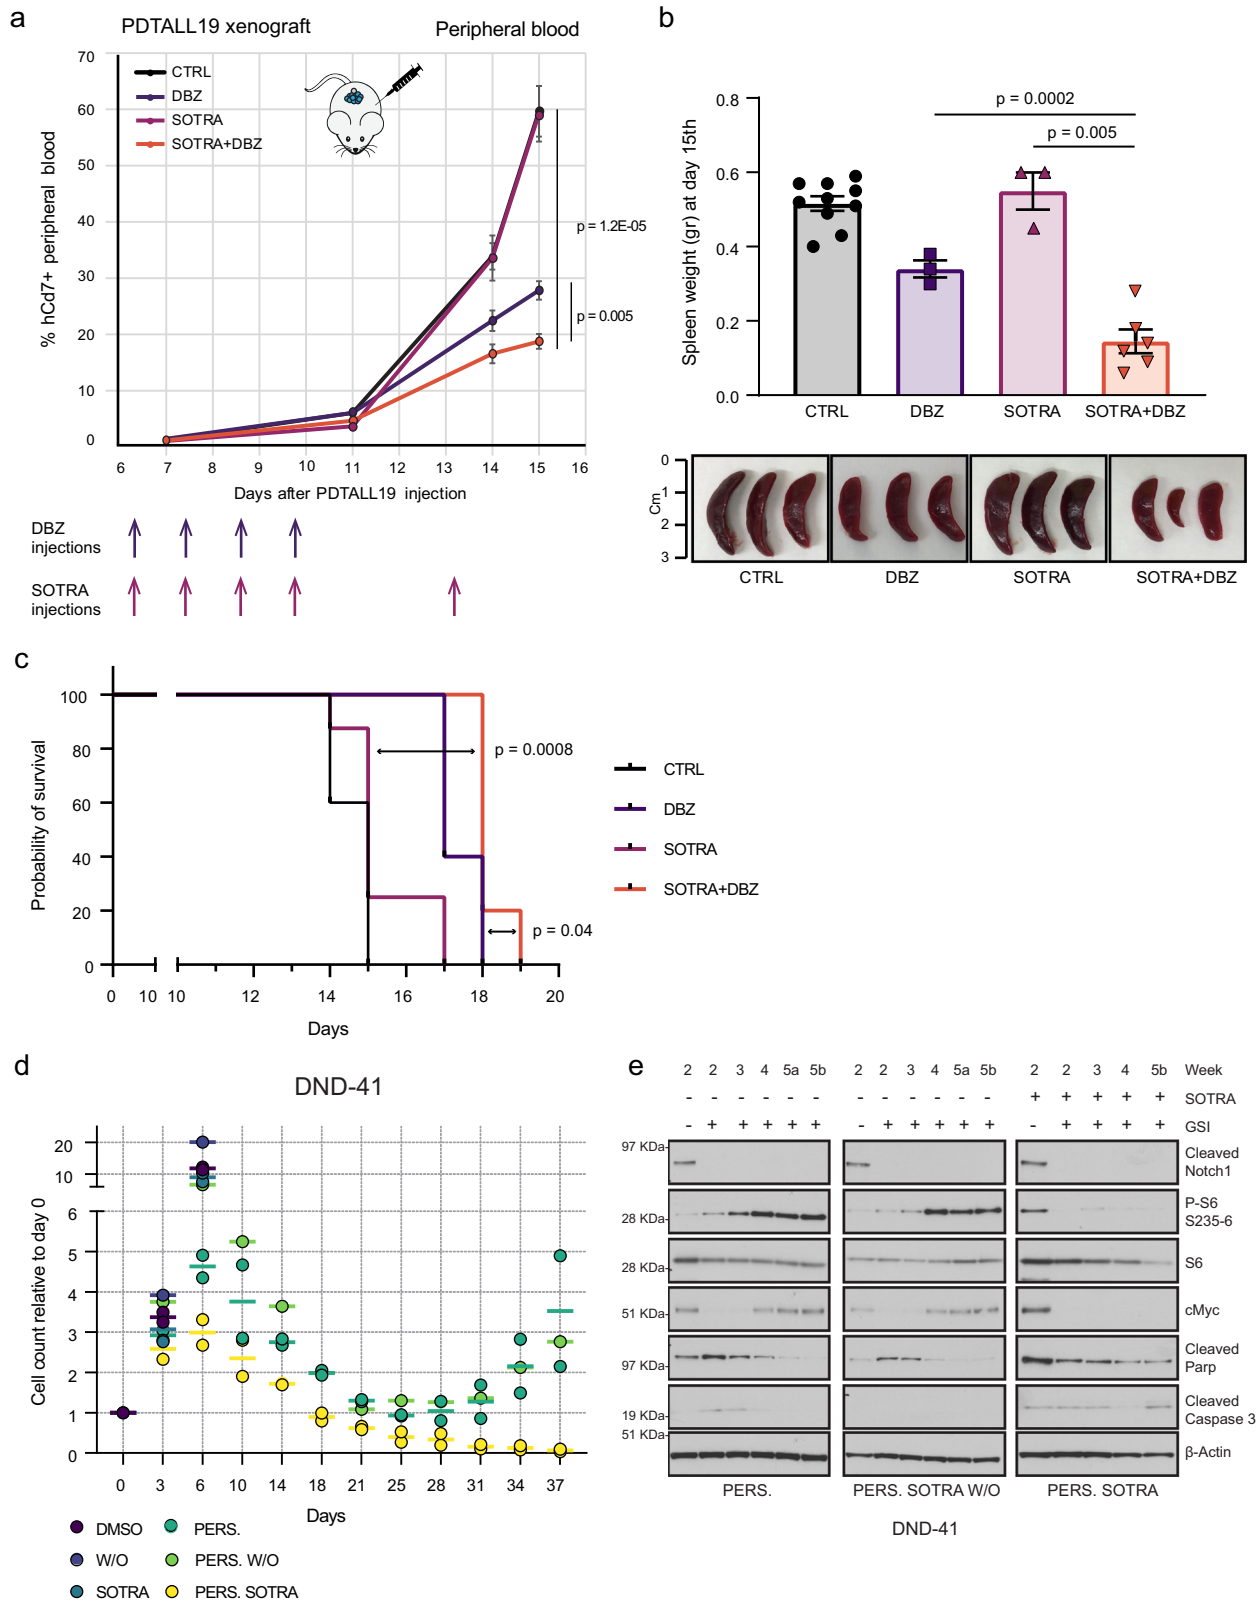 a
PDTALL19 xenograft
Peripheral blood
70
60
50
40
30
20
10
0
% hCd7+ peripheral blood
CTRL
DBZ
SOTRA
SOTRA+DBZ
p = 1.2E-05
p = 0.005
6 7 8 9 10 11 12 13 14 15 16
Days after PDTALL19 injection
DBZ
injections
SOTRA
injections
b
p = 0.0002
p = 0.005
0.8
0.6
0.4
0.2
0.0
Spleen weight (gr) at day 15th
CTRL DBZ SOTRA SOTRA+DBZ
0
1
2
3
Cm
CTRL DBZ SOTRA SOTRA+DBZ
c
100
80
60
40
20
0
Probability of survival
p = 0.0008
p = 0.04
0 10 10 12 14 16 18 20
Days
CTRL
DBZ
SOTRA
SOTRA+DBZ
d
DND-41
20
10
6
5
4
3
2
1
0
Cell count relative to day 0
0 3 6 10 14 18 21 25 28 31 34 37
Days
DMSO PERS.
W/O PERS. W/O
SOTRA PERS. SOTRA
e
2 2 3 4 5a 5b 2 2 3 4 5a 5b 2 2 3 4 5b Week
- - - - - - - - - - - - + + + + + SOTRA
- + + + + + - + + + + + - + + + + GSI
97 KDa
Cleaved
Notch1
28 KDa
P-S6
S235-6
28 KDa
S6
51 KDa
cMyc
97 KDa
Cleaved
Parp
19 KDa
Cleaved
Caspase 3
51 KDa
β-Actin
PERS. PERS. SOTRA W/O PERS. SOTRA
DND-41